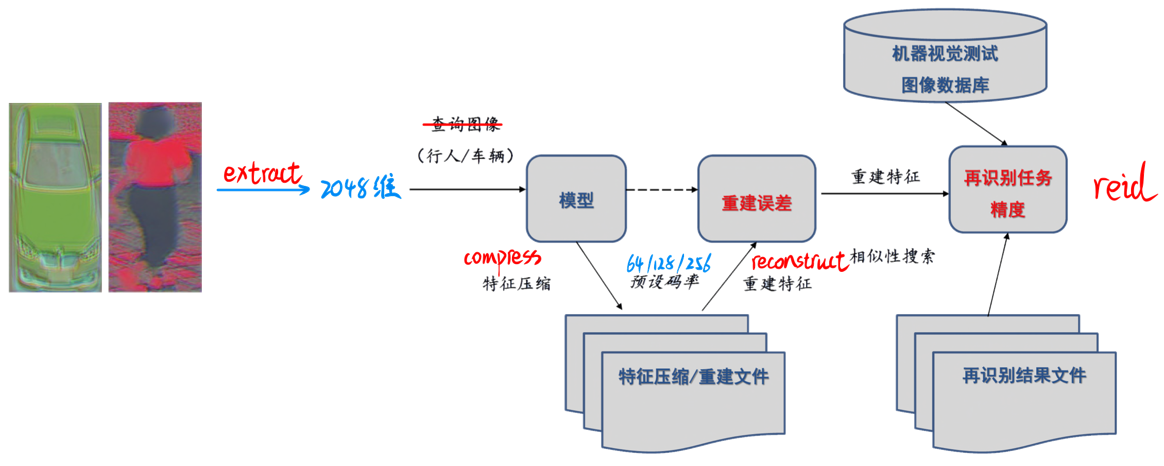 机器视觉测试
图像数据库
查询图像
(行人/车辆)
extract
2048维
模型
重建误差
重建特征
再识别任务
精度
reid
compress
特征压缩
64/128/256
预设码率
reconstruct
重建特征
相似性搜索
特征压缩/重建文件
再识别结果文件